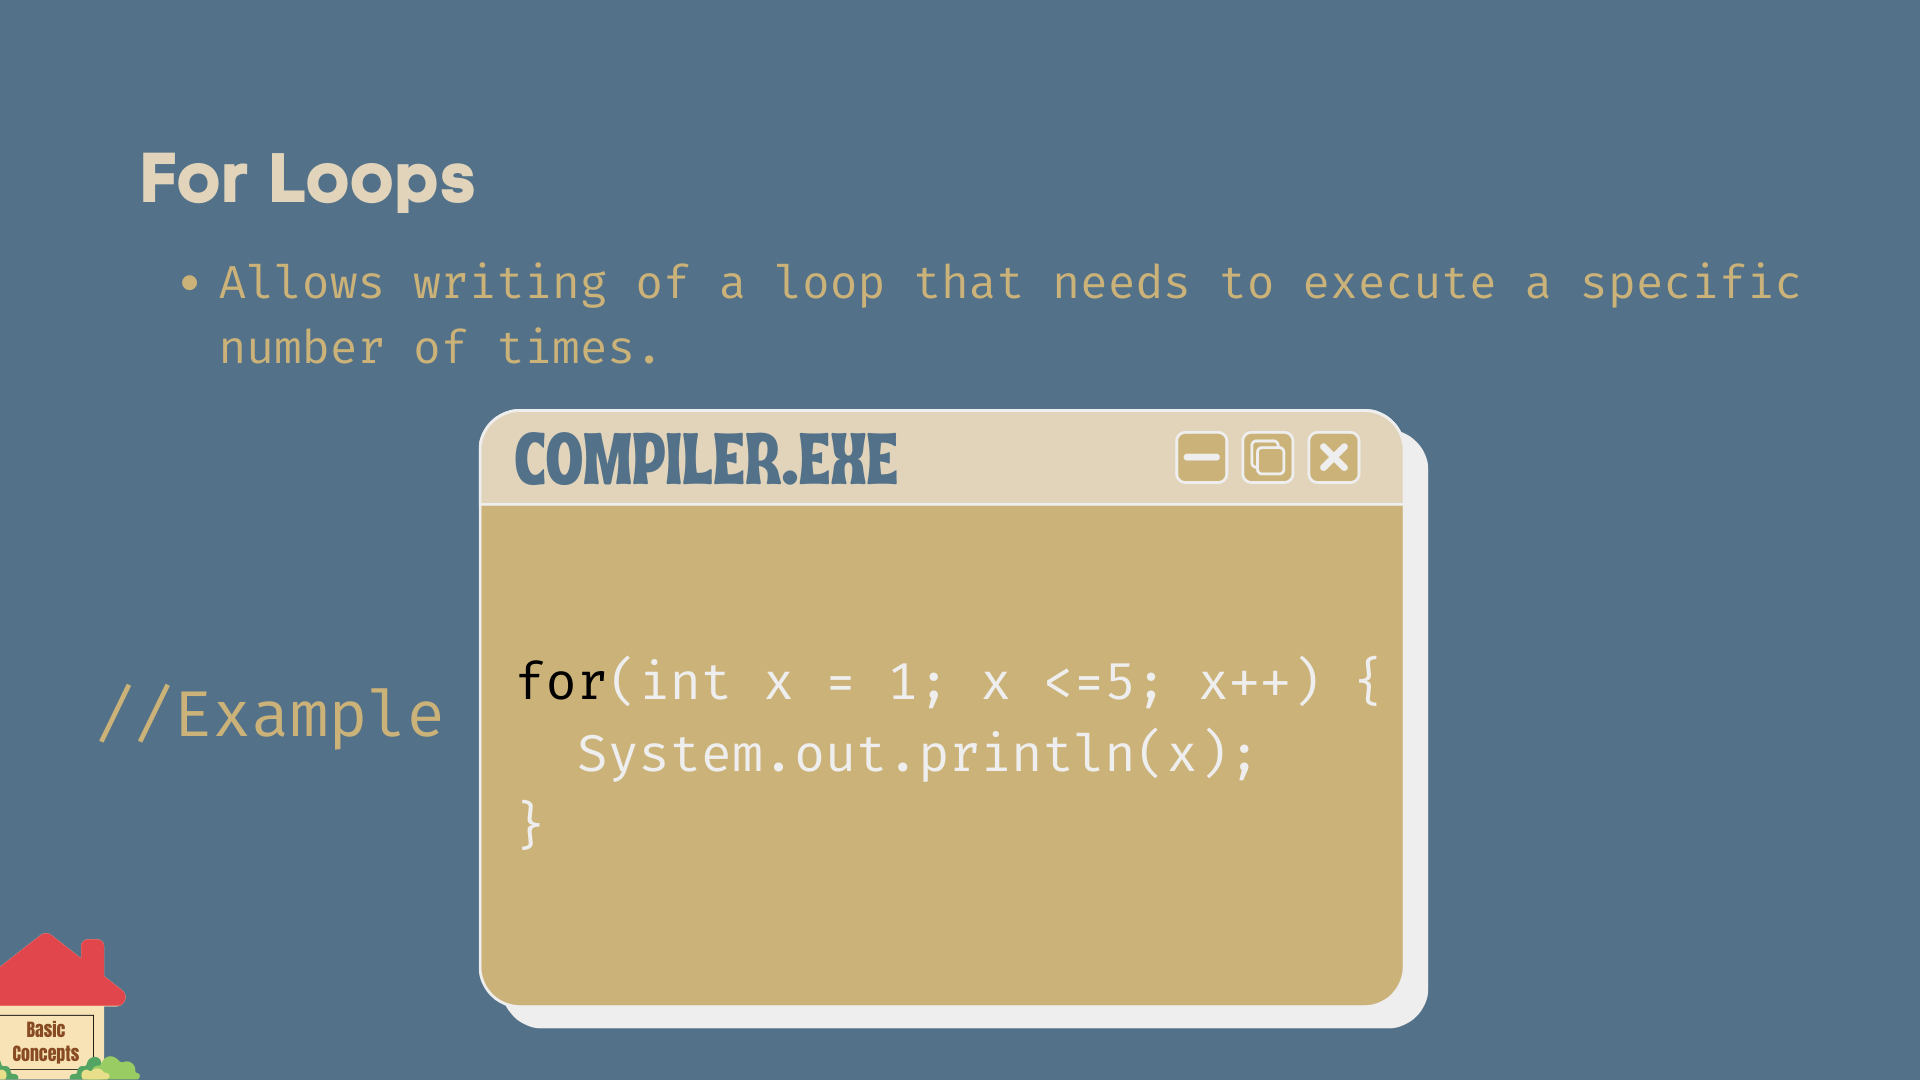 For Loops
• Allows writing of a loop that needs to execute a specific
number of times.
COMPILER.EXE
//Example
for(int x = 1; x <=5; x++) {
  System.out.println(x);
}
Basic
Concepts